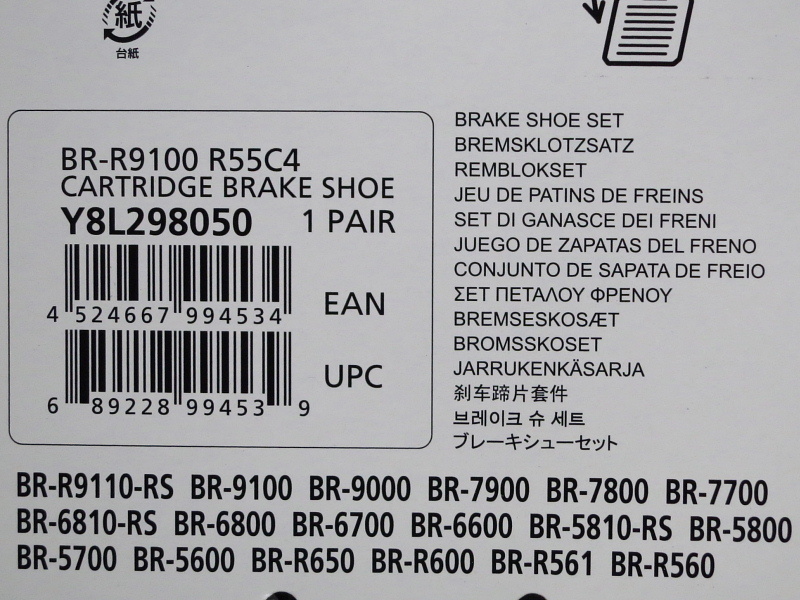 紙
台紙
BR-R9100 R55C4
CARTRIDGE BRAKE SHOE
Y8L298050 1 PAIR
EAN
4 524667 994534
UPC
6 89228 99453 9
BRAKE SHOE SET
BREMSKLOTZSATZ
REMBLOKSET
JEU DE PATINS DE FREINS
SET DI GANASCE DEI FRENI
JUEGO DE ZAPATAS DEL FRENO
CONJUNTO DE SAPATA DE FREIO
ΣΕΤ ΠΕΤΑΛΟΥ ΦΡΕΝΟΥ
BREMSESKOSÆT
BROMSSKOSET
JARRUKENKÄSARJA
刹车蹄片套件
브레이크 슈 세트
ブレーキシューセット
BR-R9110-RS BR-9100 BR-9000 BR-7900 BR-7800 BR-7700
BR-6810-RS BR-6800 BR-6700 BR-6600 BR-5810-RS BR-5800
BR-5700 BR-5600 BR-R650 BR-R600 BR-R561 BR-R560